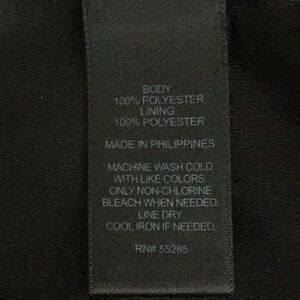 BODY
100% POLYESTER
LINING
100% POLYESTER
MADE IN PHILIPPINES
MACHINE WASH COLD
WITH LIKE COLORS.
ONLY NON-CHLORINE
BLEACH WHEN NEEDED.
LINE DRY
COOL IRON IF NEEDED.
RN# 55285